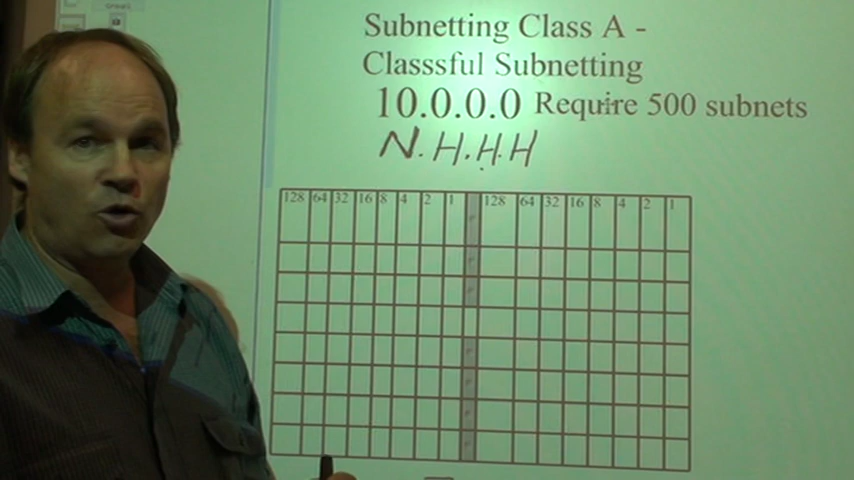 Group1
Subnetting Class A -
Classsful Subnetting
10.0.0.0 Require 500 subnets
N.H.H.H
128 64 32 16 8 4 2 1 128 64 32 16 8 4 2 1